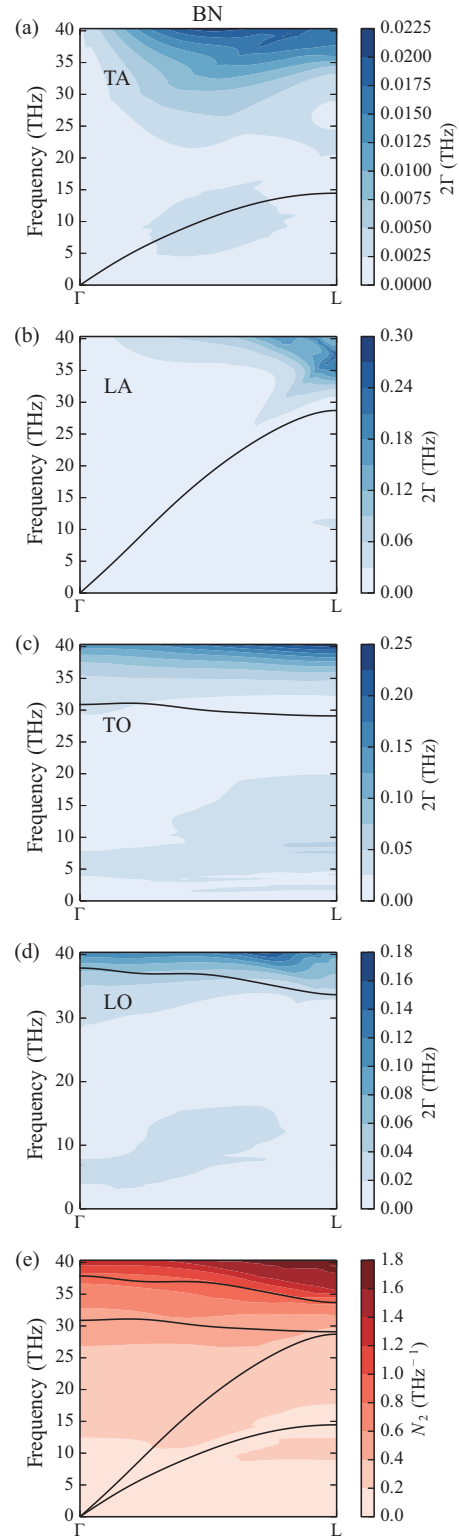 BN
(a)
TA
Frequency (THz)
40
35
30
25
20
15
10
5
0
Γ
L
0.0225
0.0200
0.0175
0.0150
0.0125
0.0100
0.0075
0.0050
0.0025
0.0000
2Γ (THz)
(b)
LA
Frequency (THz)
40
35
30
25
20
15
10
5
0
Γ
L
0.30
0.24
0.18
0.12
0.06
0.00
2Γ (THz)
(c)
TO
Frequency (THz)
40
35
30
25
20
15
10
5
0
Γ
L
0.25
0.20
0.15
0.10
0.05
0.00
2Γ (THz)
(d)
LO
Frequency (THz)
40
30
20
10
0
Γ
L
0.18
0.16
0.14
0.12
0.10
0.08
0.06
0.04
0.02
0.00
2Γ (THz)
(e)
Frequency (THz)
40
35
30
25
20
15
10
5
0
Γ
L
1.8
1.6
1.4
1.2
1.0
0.8
0.6
0.4
0.2
0.0
N₂ (THz⁻¹)